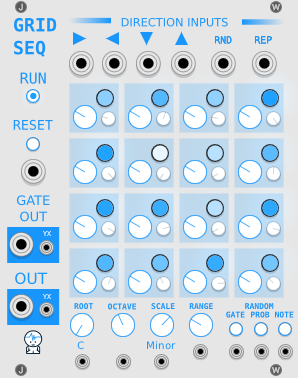 J
W
GRID
SEQ
DIRECTION INPUTS
RND
REP
RUN
RESET
GATE
OUT
YX
OUT
YX
ROOT
OCTAVE
SCALE
RANGE
RANDOM
GATE PROB NOTE
C
Minor
J
W